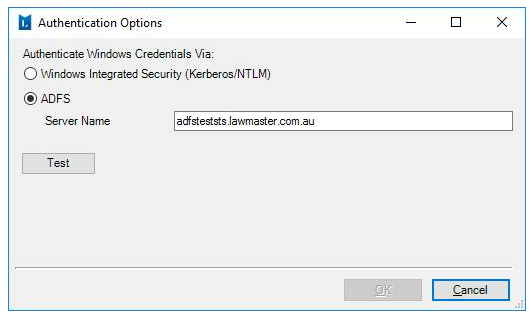 Authentication Options
Authenticate Windows Credentials Via:
Windows Integrated Security (Kerberos/NTLM)
ADFS
Server Name adfsteststs.lawmaster.com.au
Test
OK Cancel